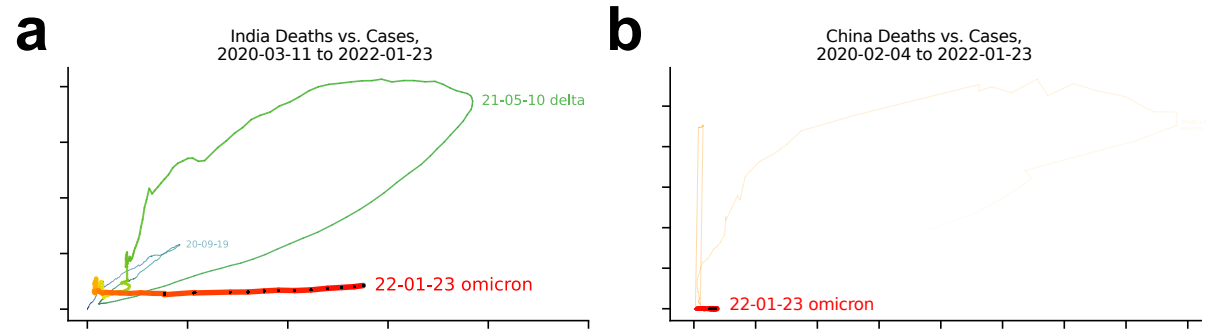 a
India Deaths vs. Cases,
2020-03-11 to 2022-01-23
21-05-10 delta
20-09-19
22-01-23 omicron
b
China Deaths vs. Cases,
2020-02-04 to 2022-01-23
22-01-23 omicron